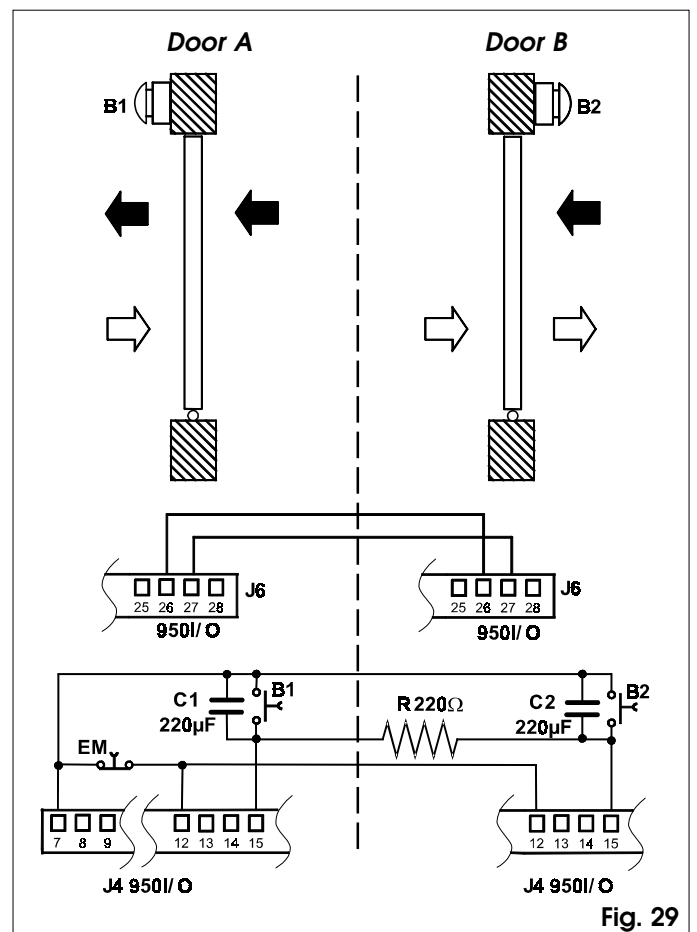 Door A Door B
B1 B2
25 26 27 28 J6 25 26 27 28 J6
950I/O 950I/O
C1 220µF B1 R 220Ω C2 220µF B2
EM
7 8 9 12 13 14 15 12 13 14 15
J4 950I/O J4 950I/O
Fig. 29